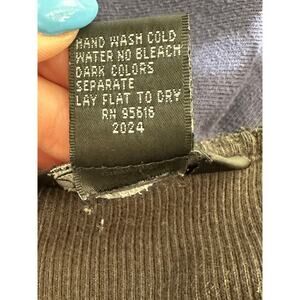 HAND WASH COLD
WATER NO BLEACH
DARK COLORS
SEPARATE
LAY FLAT TO DRY
RN 95616
2024